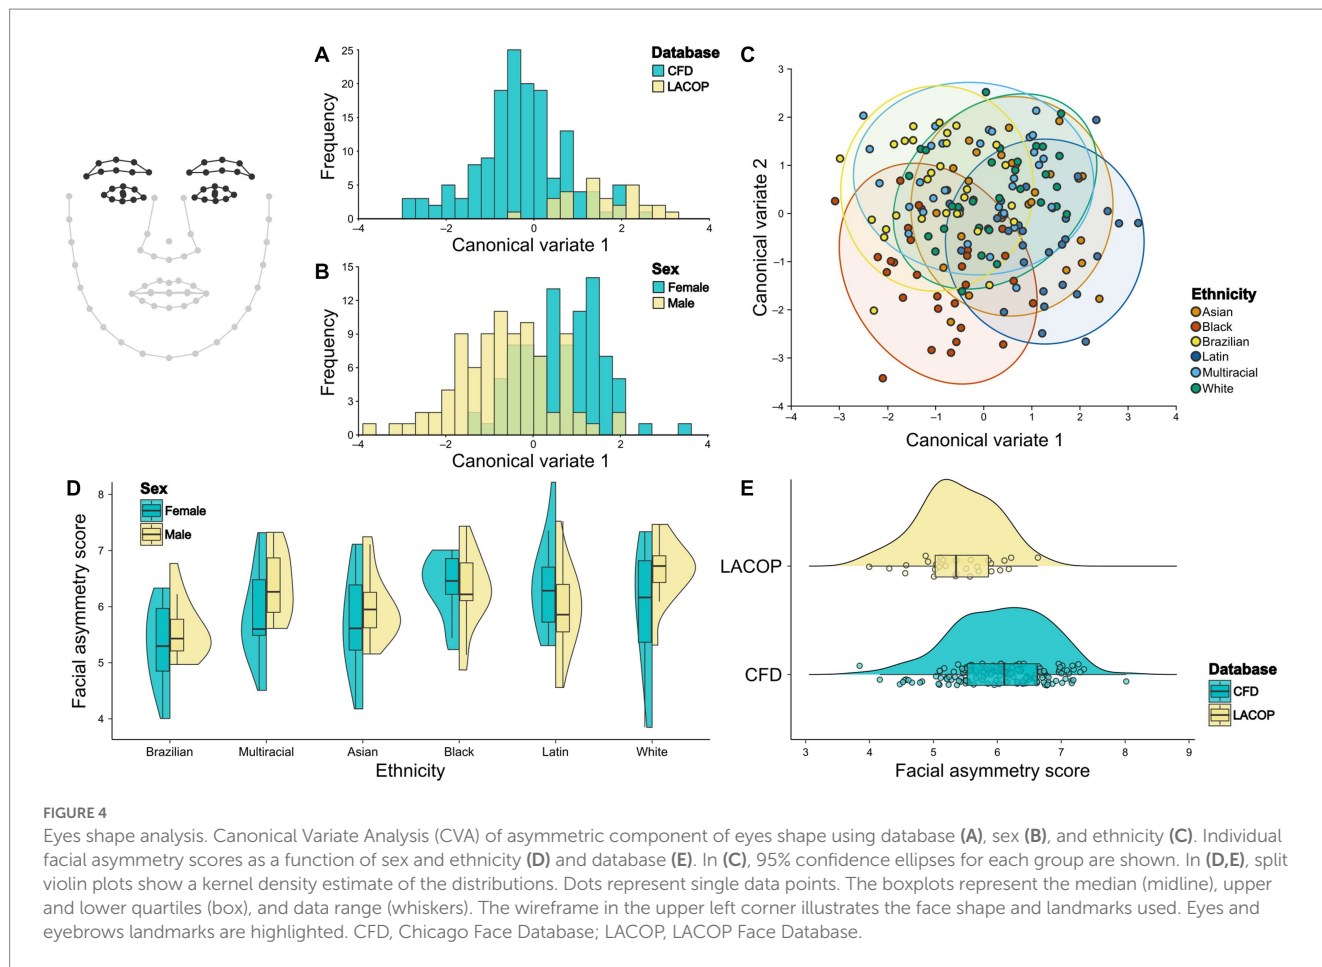 A
Database
CFD
LACOP
Frequency
25
20
15
10
5
0
−4
−2
0
2
4
Canonical variate 1
B
Sex
Female
Male
Frequency
15
12
9
6
3
0
−4
−2
0
2
4
Canonical variate 1
C
Canonical variate 2
3
2
1
0
−1
−2
−3
−4
−4
−3
−2
−1
0
1
2
3
4
Canonical variate 1
Ethnicity
Asian
Black
Brazilian
Latin
Multiracial
White
D
Sex
Female
Male
Facial asymmetry score
8
7
6
5
4
Brazilian
Multiracial
Asian
Black
Latin
White
Ethnicity
E
LACOP
CFD
Database
CFD
LACOP
3
4
5
6
7
8
9
Facial asymmetry score
FIGURE 4
Eyes shape analysis. Canonical Variate Analysis (CVA) of asymmetric component of eyes shape using database (A), sex (B), and ethnicity (C). Individual
facial asymmetry scores as a function of sex and ethnicity (D) and database (E). In (C), 95% confidence ellipses for each group are shown. In (D,E), split
violin plots show a kernel density estimate of the distributions. Dots represent single data points. The boxplots represent the median (midline), upper
and lower quartiles (box), and data range (whiskers). The wireframe in the upper left corner illustrates the face shape and landmarks used. Eyes and
eyebrows landmarks are highlighted. CFD, Chicago Face Database; LACOP, LACOP Face Database.